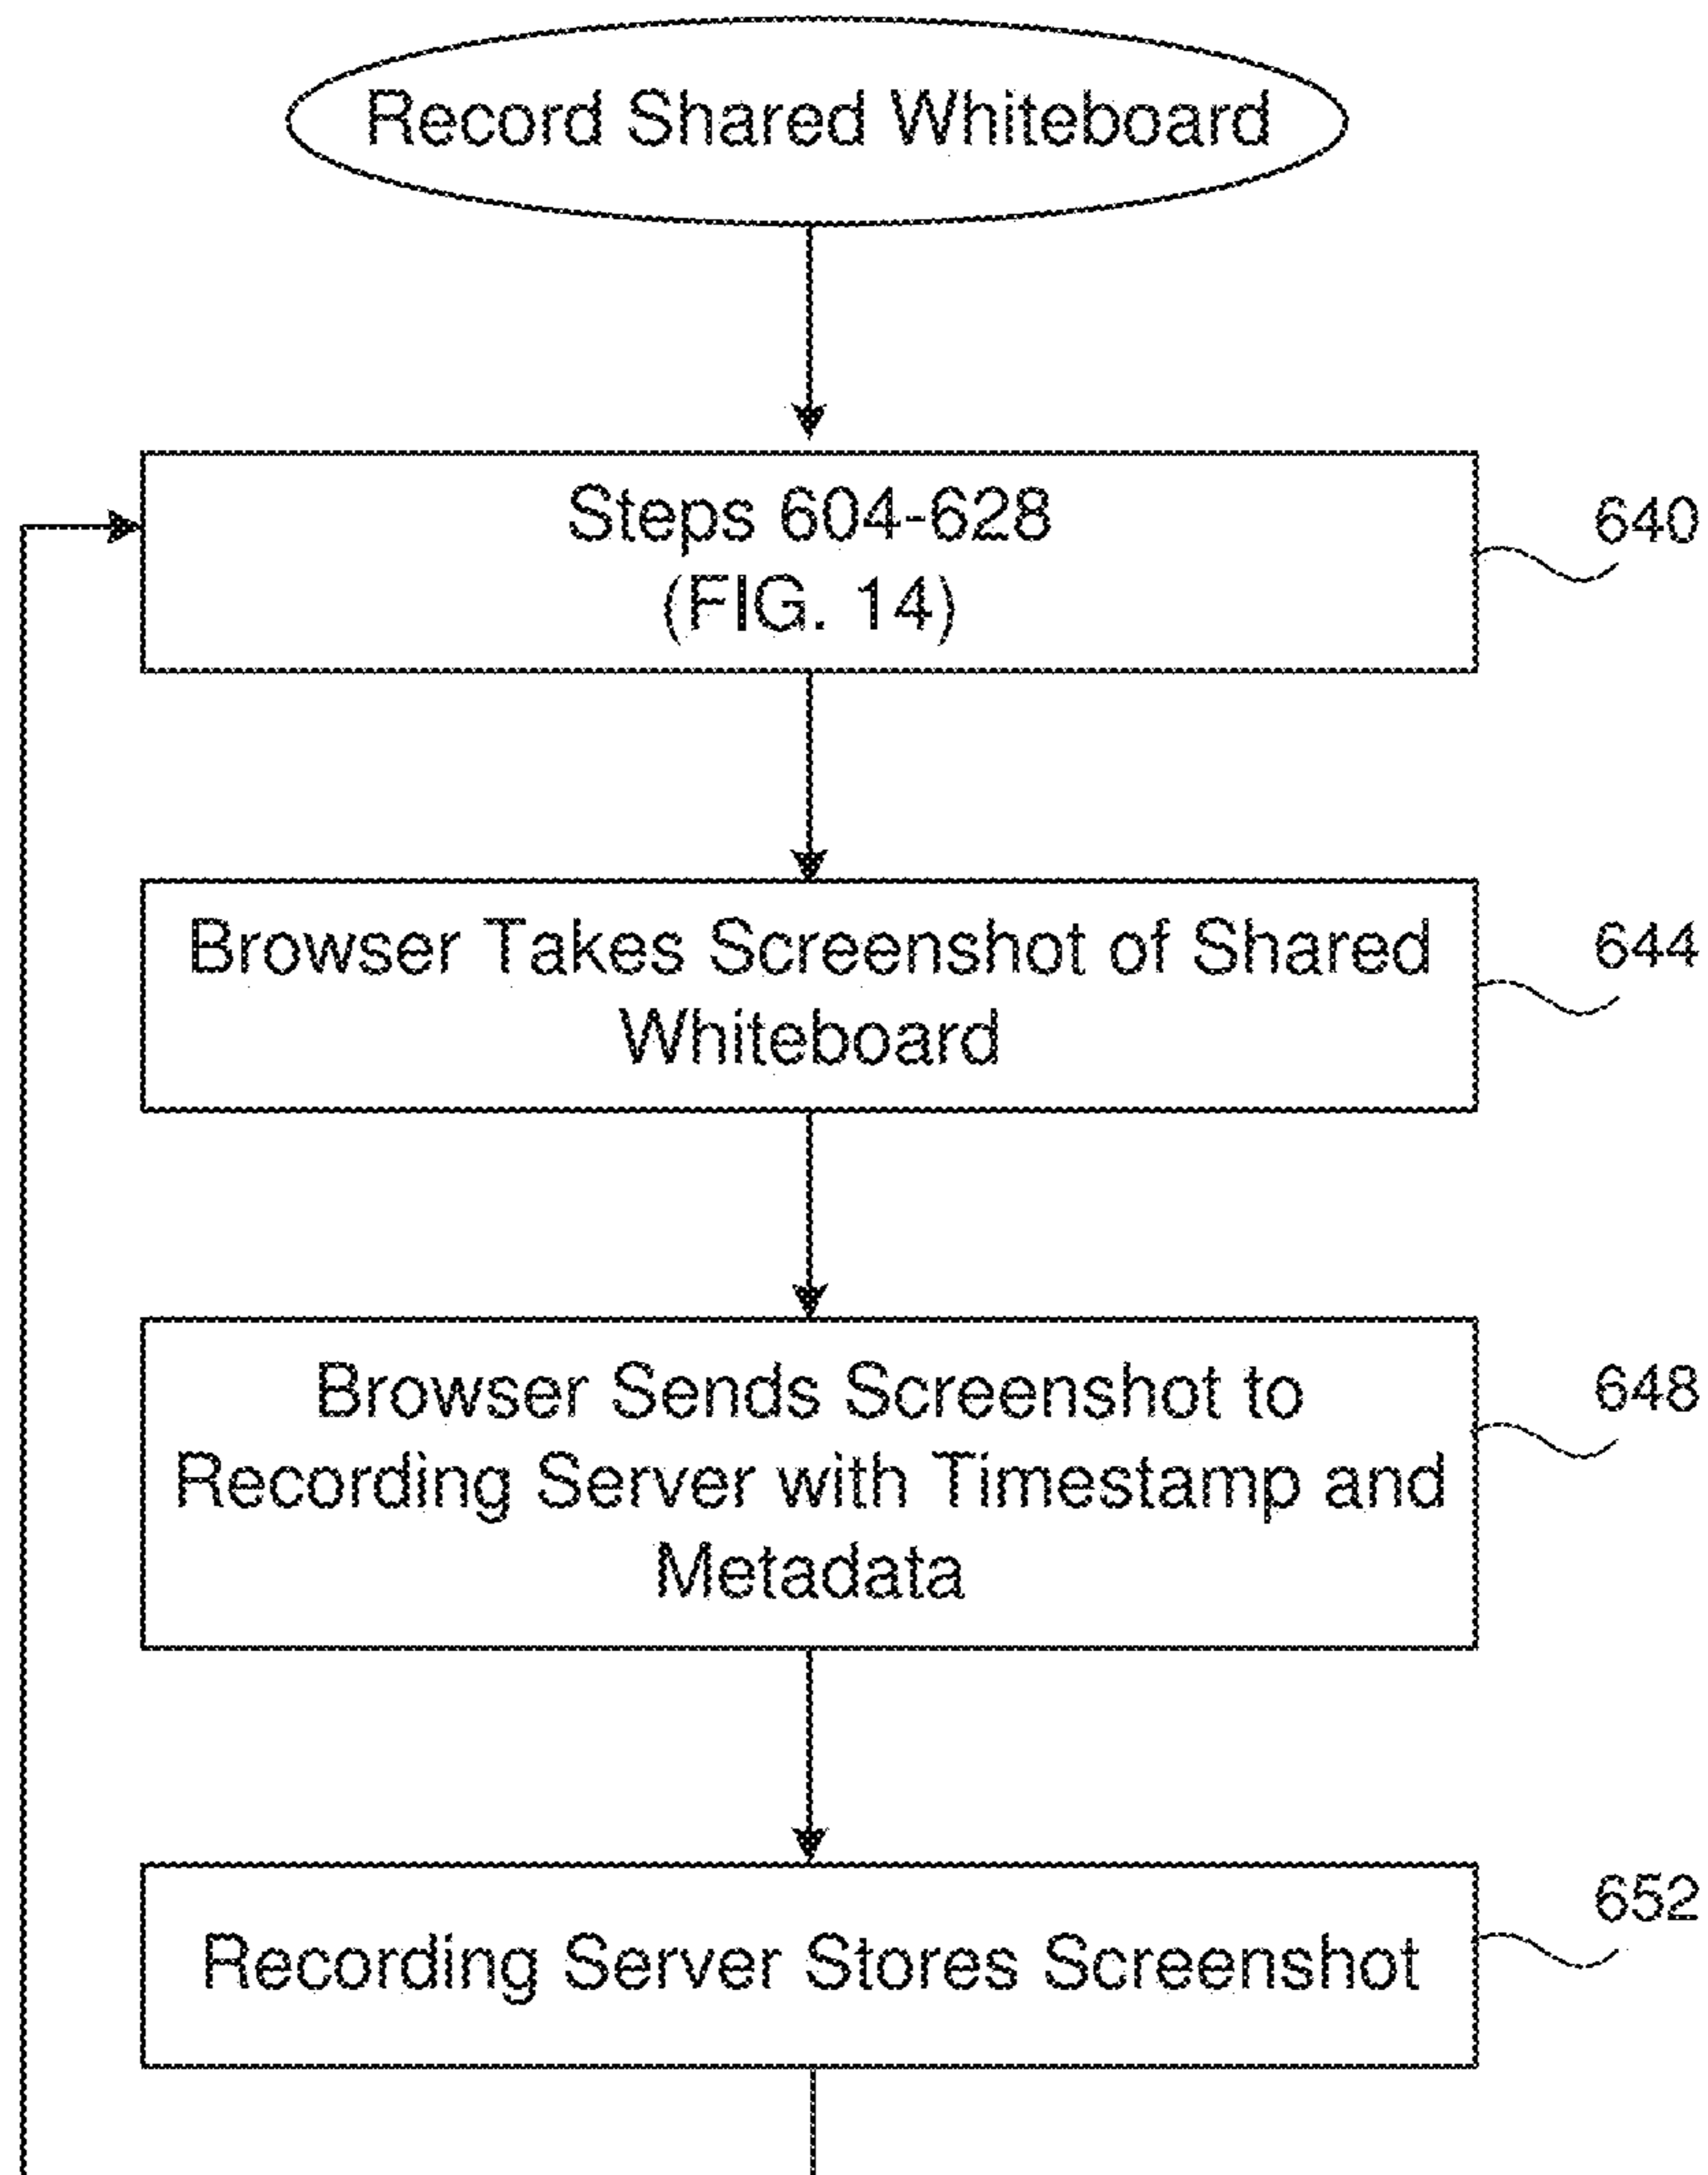 Record Shared Whiteboard
Steps 604-628
(FIG. 14)
640
Browser Takes Screenshot of Shared
Whiteboard
644
Browser Sends Screenshot to
Recording Server with Timestamp and
Metadata
648
Recording Server Stores Screenshot
652